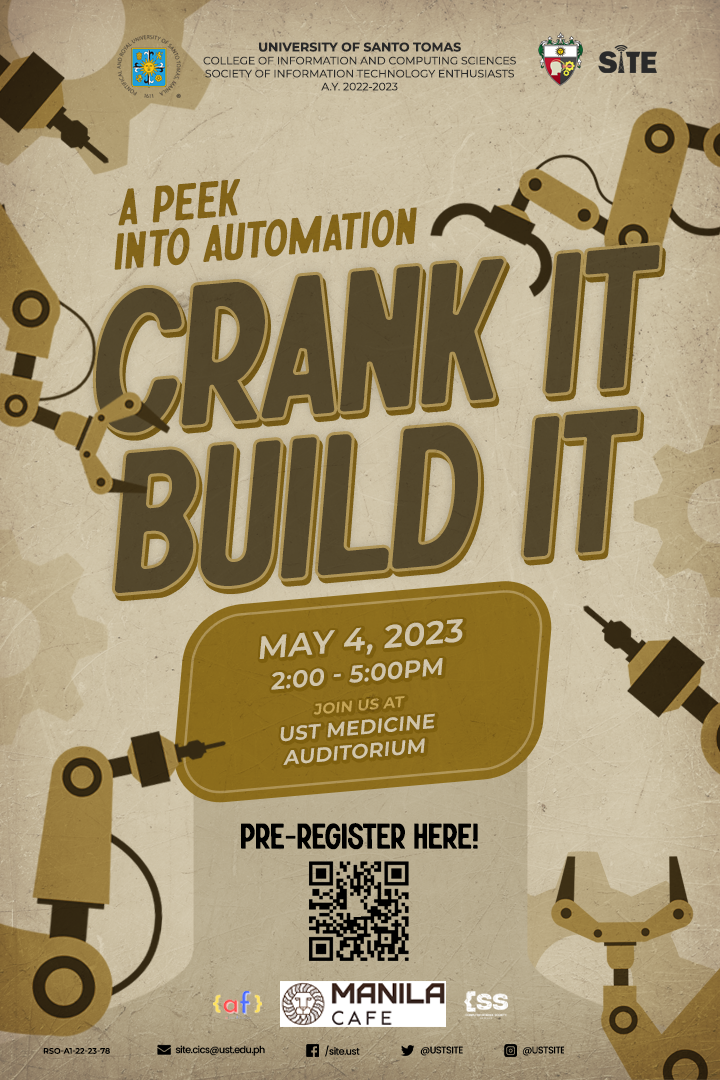 UNIVERSITY OF SANTO TOMAS
COLLEGE OF INFORMATION AND COMPUTING SCIENCES
SOCIETY OF INFORMATION TECHNOLOGY ENTHUSIASTS
A.Y. 2022-2023
SiTE
A PEEK
INTO AUTOMATION
CRANK IT
BUILD IT
MAY 4, 2023
2:00 - 5:00PM
JOIN US AT
UST MEDICINE
AUDITORIUM
PRE-REGISTER HERE!
{af}
MANILA
CAFE
{SS
RSO-A1-22-23-78
site.cics@ust.edu.ph
/site.ust
@USTSITE
@USTSITE